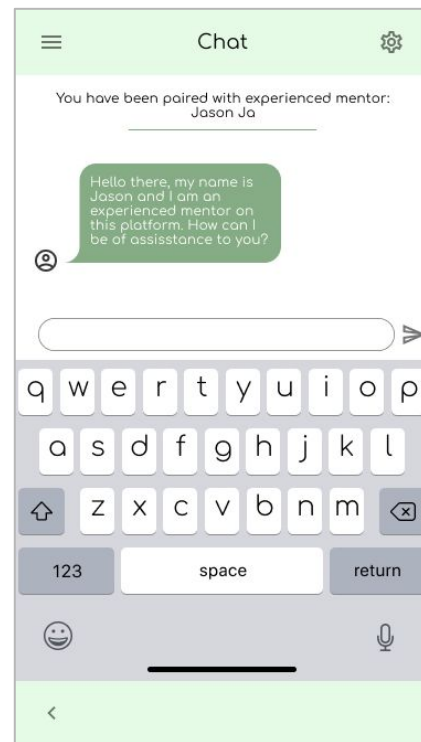 Chat
You have been paired with experienced mentor:
Jason Ja
Hello there, my name is
Jason and I am an
experienced mentor on
this platform. How can I
be of assisstance to you?
q w e r t y u i o p
a s d f g h j k l
z x c v b n m
123 space return